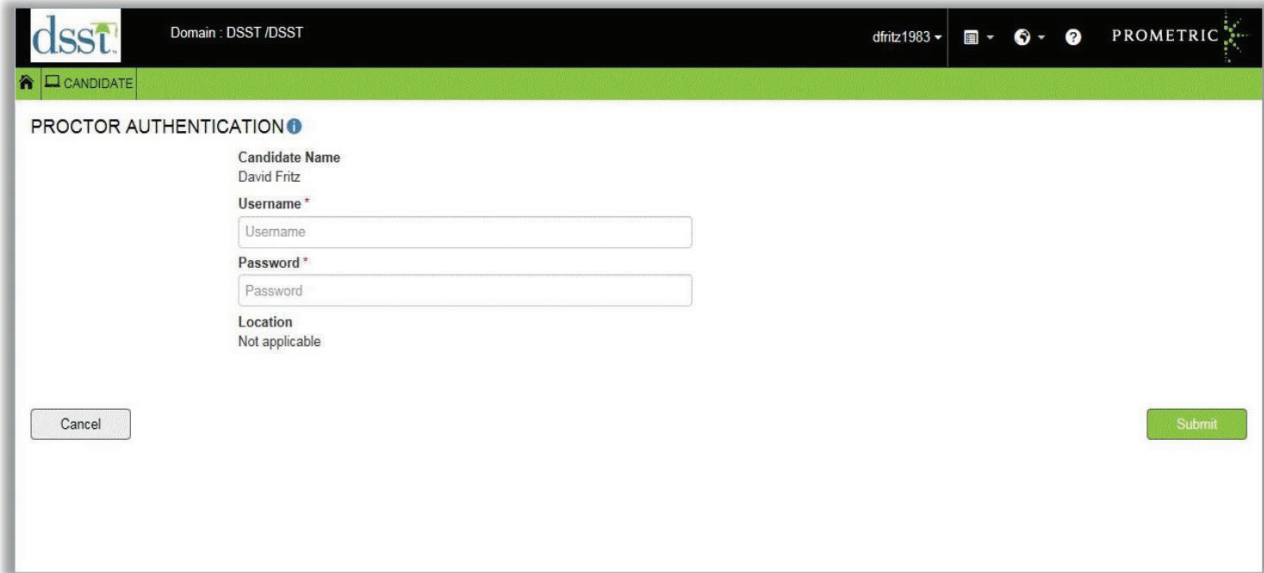 dsst
Domain : DSST /DSST
dfritz1983
PROMETRIC
CANDIDATE
PROCTOR AUTHENTICATION
Candidate Name
David Fritz
Username *
Username
Password *
Password
Location
Not applicable
Cancel
Submit